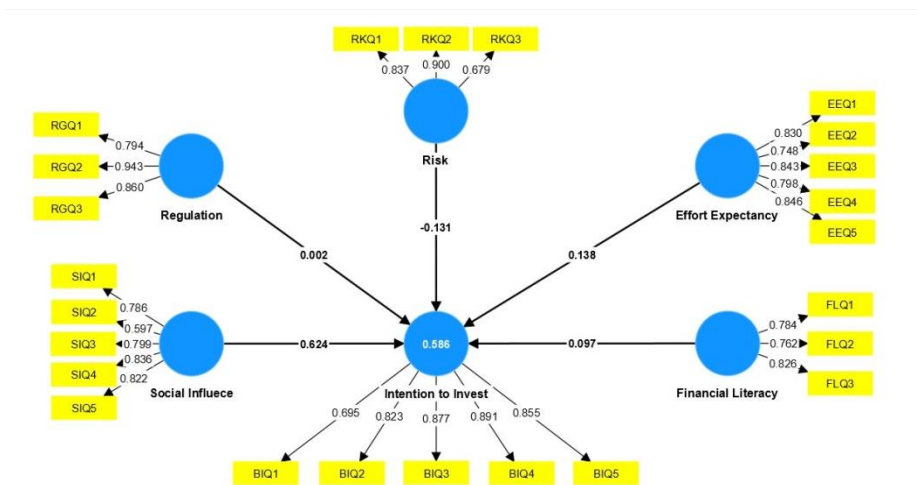 RKQ1 RKQ2 RKQ3
0.837 0.900 0.679
Risk
RGQ1
RGQ2
RGQ3
0.794
0.943
0.860
Regulation
EEQ1
EEQ2
EEQ3
EEQ4
EEQ5
0.830
0.748
0.843
0.798
0.846
Effort Expectancy
0.002
-0.131
0.138
SIQ1
SIQ2
SIQ3
SIQ4
SIQ5
0.786
0.597
0.799
0.836
0.822
Social Influece
0.624
0.586
Intention to Invest
0.097
FLQ1
FLQ2
FLQ3
0.784
0.762
0.826
Financial Literacy
0.695 0.823 0.877 0.891 0.855
BIQ1 BIQ2 BIQ3 BIQ4 BIQ5